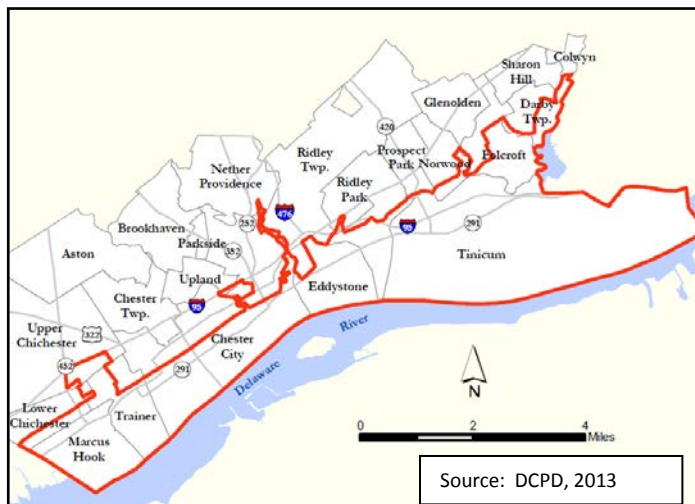 Colwyn
Sharon
Hill
Glenolden
Darby
Twp.
420
Prospect
Park
Norwood
Folcroft
Ridley
Twp.
Nether
Providence
Ridley
Park
476
252
291
95
Brookhaven
Parkside
352
Tinicum
Aston
Upland
Eddystone
Chester
Twp.
95
Upper
Chichester
322
Chester
City
River
Delaware
452
291
N
Lower
Chichester
Trainer
Marcus
Hook
0 2 4
Miles
Source: DCPD, 2013